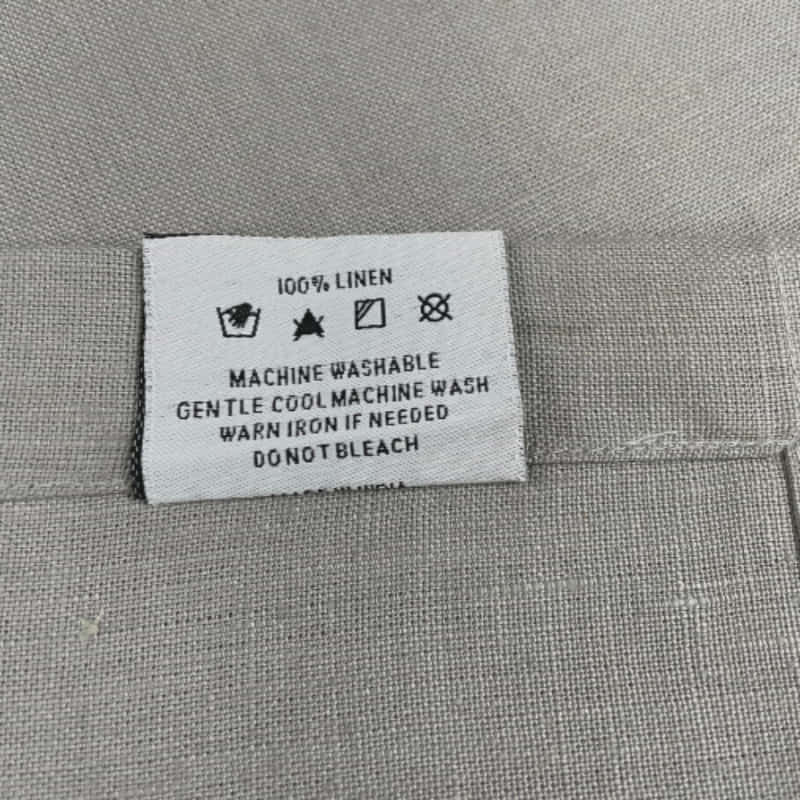 100% LINEN
MACHINE WASHABLE
GENTLE COOL MACHINE WASH
WARN IRON IF NEEDED
DO NOT BLEACH